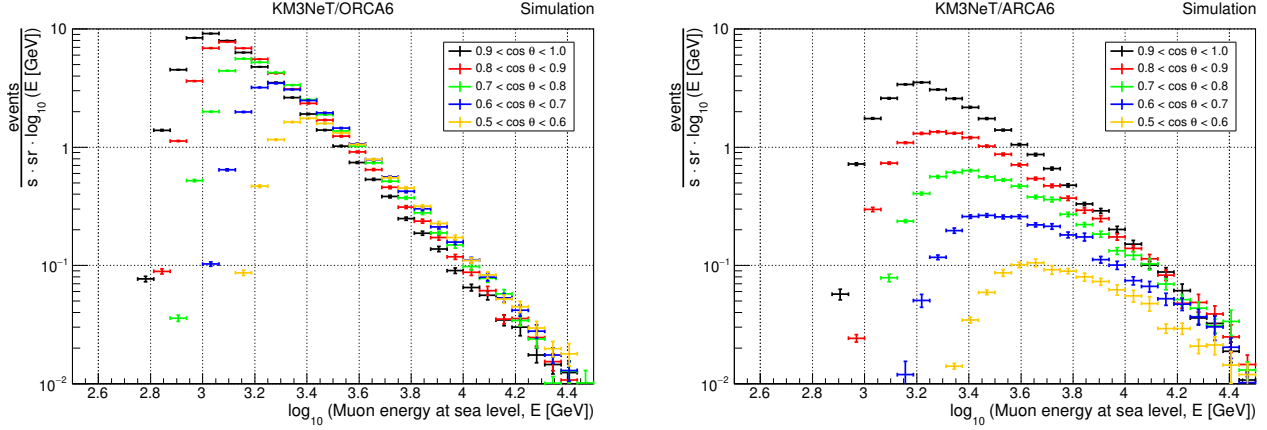 KM3NeT/ORCA6 Simulation
events
s · sr · log10 (E [GeV])
10
1
10−1
10−2
0.9 < cos θ < 1.0
0.8 < cos θ < 0.9
0.7 < cos θ < 0.8
0.6 < cos θ < 0.7
0.5 < cos θ < 0.6
2.6 2.8 3 3.2 3.4 3.6 3.8 4 4.2 4.4
log10 (Muon energy at sea level, E [GeV])
KM3NeT/ARCA6 Simulation
events
s · sr · log10 (E [GeV])
10
1
10−1
10−2
0.9 < cos θ < 1.0
0.8 < cos θ < 0.9
0.7 < cos θ < 0.8
0.6 < cos θ < 0.7
0.5 < cos θ < 0.6
2.6 2.8 3 3.2 3.4 3.6 3.8 4 4.2 4.4
log10 (Muon energy at sea level, E [GeV])